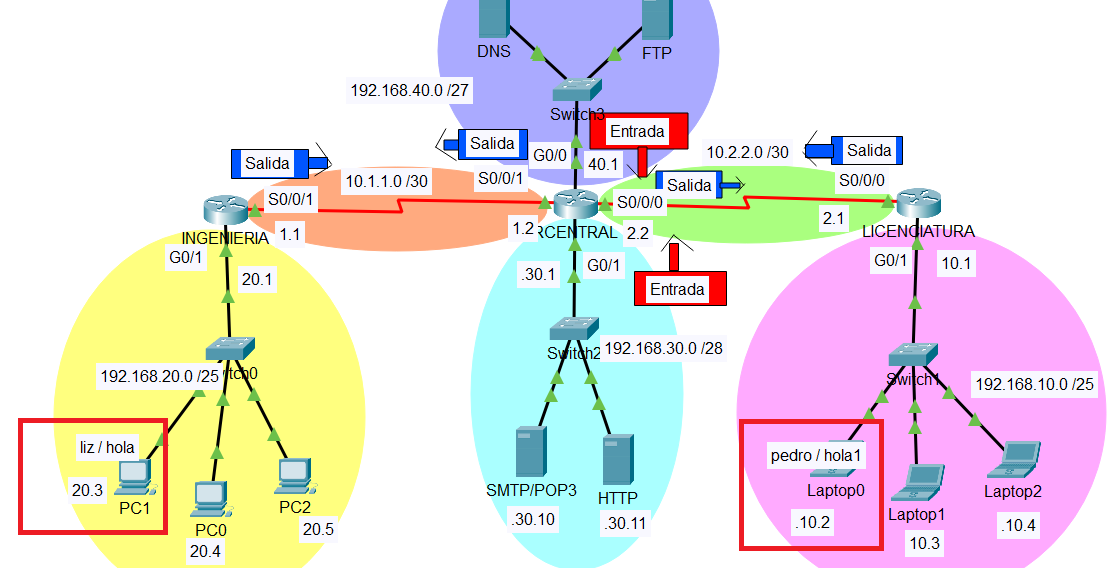 DNS
FTP
192.168.40.0 /27
Switch3
Entrada
Salida
Salida
Salida
G0/0
40.1
10.2.2.0 /30
10.1.1.0 /30
S0/0/1
Salida
S0/0/0
S0/0/1
S0/0/0
INGENIERIA
1.1
1.2
RCENTRAL
2.2
2.1
LICENCIATURA
G0/1
20.1
.30.1
G0/1
G0/1
10.1
Entrada
Switch2
192.168.30.0 /28
192.168.20.0 /25
tch0
Switch1
192.168.10.0 /25
liz / hola
20.3
PC1
PC0
20.4
PC2
20.5
SMTP/POP3
.30.10
HTTP
.30.11
pedro / hola1
Laptop0
.10.2
Laptop1
10.3
Laptop2
.10.4